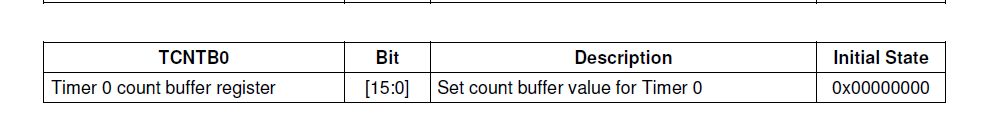 TCNTB0 Bit Description Initial State
Timer 0 count buffer register [15:0] Set count buffer value for Timer 0 0x00000000